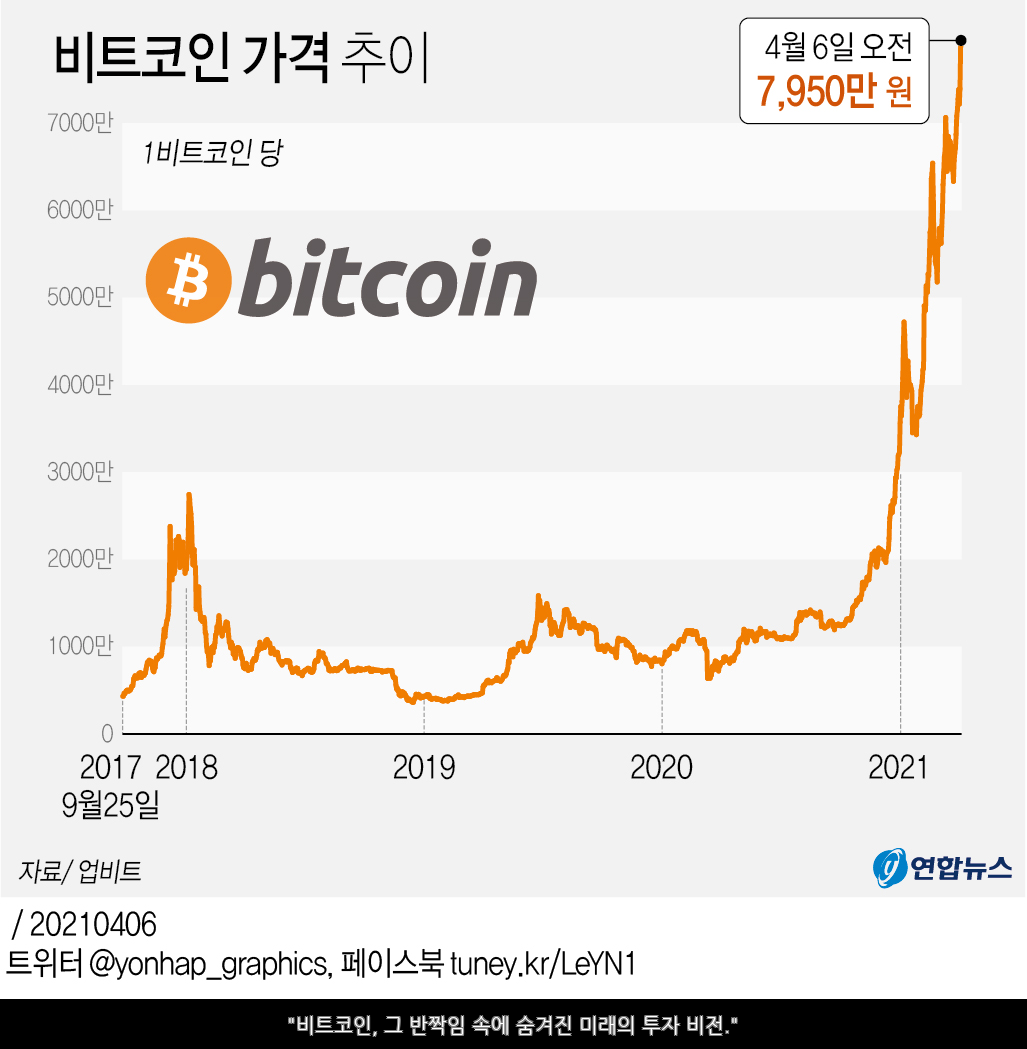 비트코인 가격 추이
4월 6일 오전
7,950만 원
1비트코인 당
bitcoin
7000만
6000만
5000만
4000만
3000만
2000만
1000만
0
2017 2018 2019 2020 2021
9월25일
자료/ 업비트
연합뉴스
/ 20210406
트위터 @yonhap_graphics, 페이스북 tuney.kr/LeYN1
"비트코인, 그 반짝임 속에 숨겨진 미래의 투자 비전."